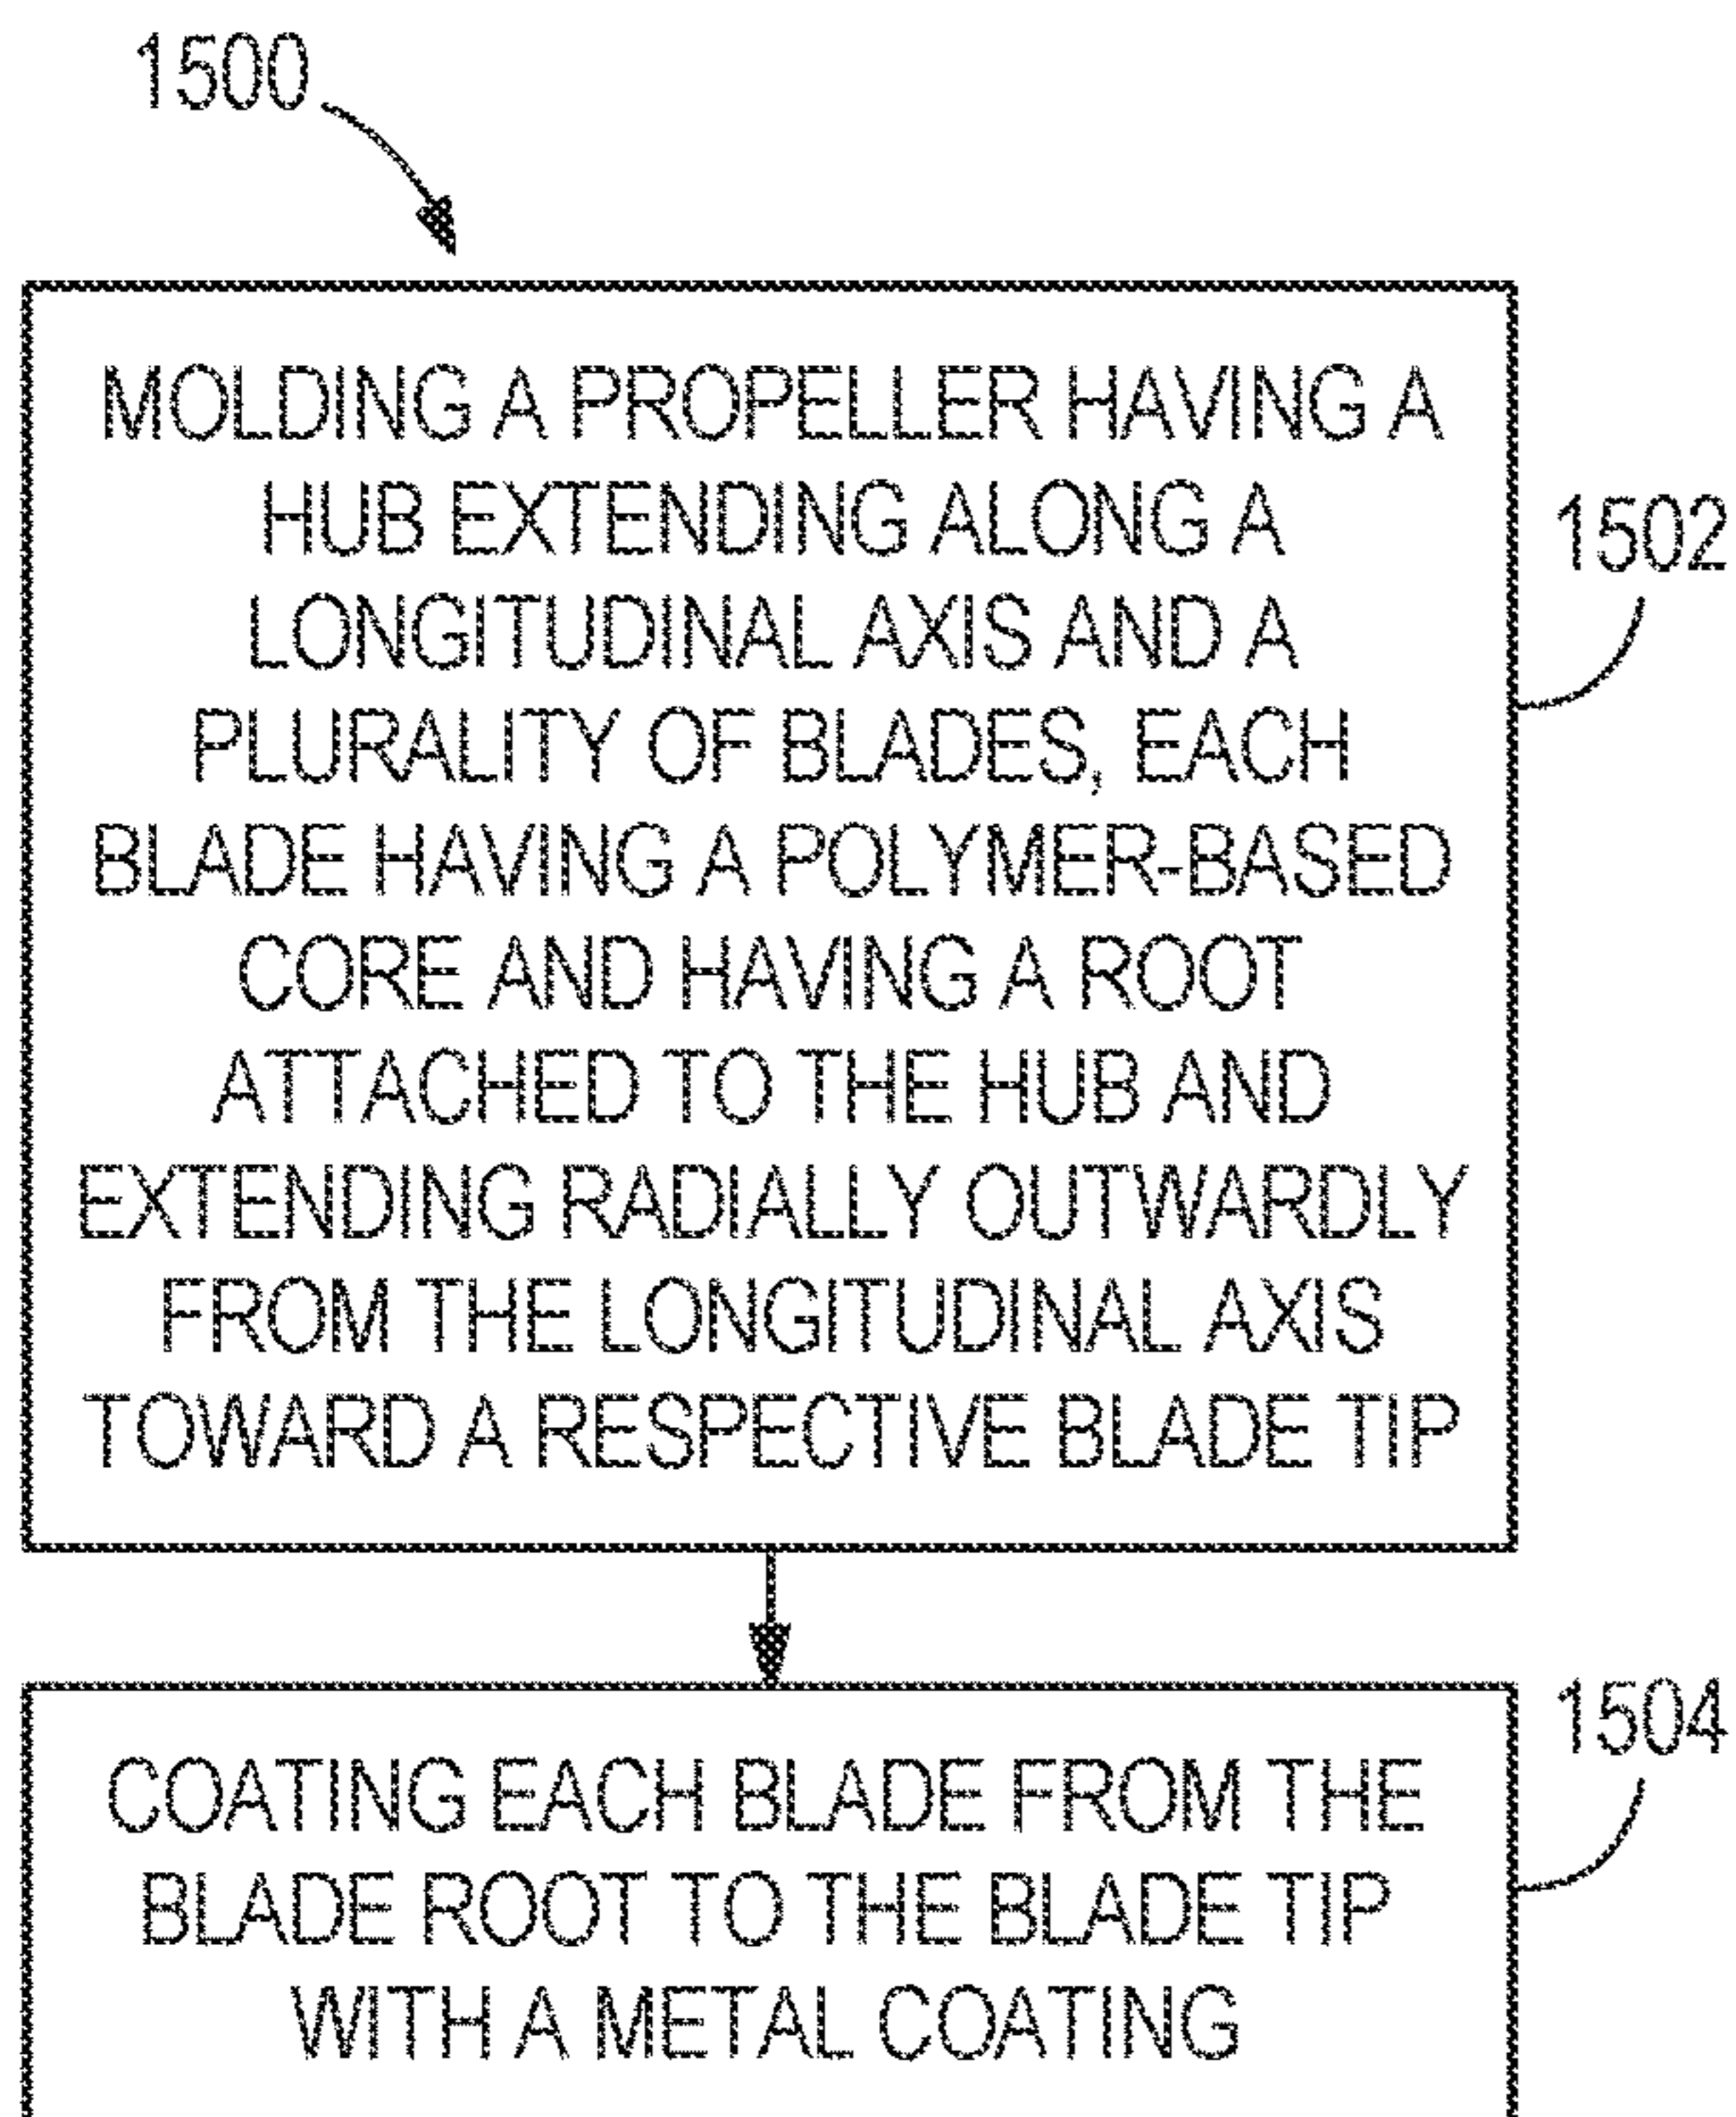 1500
MOLDING A PROPELLER HAVING A
HUB EXTENDING ALONG A
LONGITUDINAL AXIS AND A
PLURALITY OF BLADES, EACH
BLADE HAVING A POLYMER-BASED
CORE AND HAVING A ROOT
ATTACHED TO THE HUB AND
EXTENDING RADIALLY OUTWARDLY
FROM THE LONGITUDINAL AXIS
TOWARD A RESPECTIVE BLADE TIP
1502
COATING EACH BLADE FROM THE
BLADE ROOT TO THE BLADE TIP
WITH A METAL COATING
1504